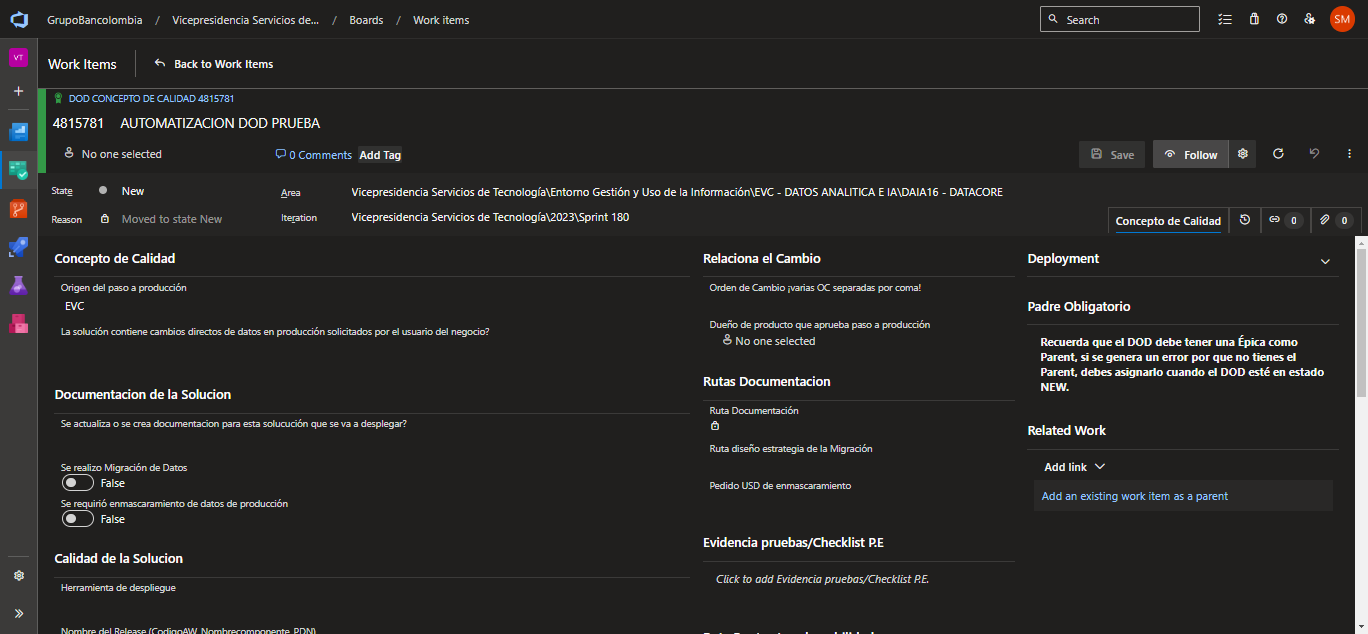 GrupoBancolombia / Vicepresidencia Servicios de... / Boards / Work items
Search
SM
VT
Work Items
Back to Work Items
DOD CONCEPTO DE CALIDAD 4815781
4815781 AUTOMATIZACION DOD PRUEBA
No one selected
0 Comments
Add Tag
Save
Follow
State
New
Area
Vicepresidencia Servicios de Tecnología\Entorno Gestión y Uso de la Información\EVC - DATOS ANALITICA E IA\DAIA16 - DATACORE
Reason
Moved to state New
Iteration
Vicepresidencia Servicios de Tecnología\2023\Sprint 180
Concepto de Calidad
0
0
Concepto de Calidad
Origen del paso a producción
EVC
La solución contiene cambios directos de datos en producción solicitados por el usuario del negocio?
Documentacion de la Solucion
Se actualiza o se crea documentacion para esta solucución que se va a desplegar?
Se realizo Migración de Datos
False
Se requirió enmascaramiento de datos de producción
False
Calidad de la Solucion
Herramienta de despliegue
Nombre del Release (CodigoAW_Nombrecomponente_PDN)
Relaciona el Cambio
Orden de Cambio ¡varias OC separadas por coma!
Dueño de producto que aprueba paso a producción
No one selected
Rutas Documentacion
Ruta Documentación
Ruta diseño estrategia de la Migración
Pedido USD de enmascaramiento
Evidencia pruebas/Checklist P.E
Click to add Evidencia pruebas/Checklist P.E.
Deployment
Padre Obligatorio
Recuerda que el DOD debe tener una Épica como
Parent, si se genera un error por que no tienes el
Parent, debes asignarlo cuando el DOD esté en estado
NEW.
Related Work
Add link
Add an existing work item as a parent